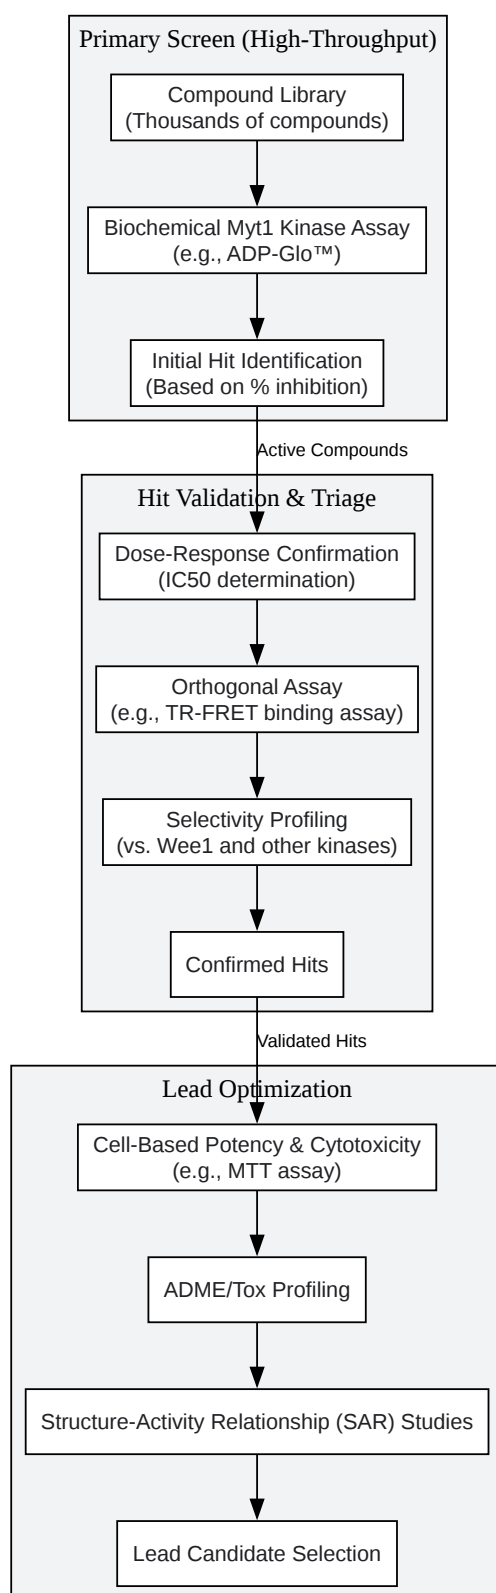 Primary Screen (High-Throughput)
Compound Library
(Thousands of compounds)
Biochemical Myt1 Kinase Assay
(e.g., ADP-Glo™)
Initial Hit Identification
(Based on % inhibition)
Active Compounds
Hit Validation & Triage
Dose-Response Confirmation
(IC50 determination)
Orthogonal Assay
(e.g., TR-FRET binding assay)
Selectivity Profiling
(vs. Wee1 and other kinases)
Confirmed Hits
Validated Hits
Lead Optimization
Cell-Based Potency & Cytotoxicity
(e.g., MTT assay)
ADME/Tox Profiling
Structure-Activity Relationship (SAR) Studies
Lead Candidate Selection